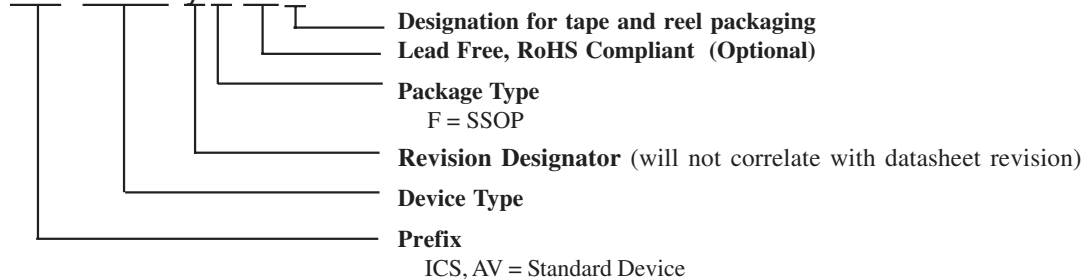 Designation for tape and reel packaging
Lead Free, RoHS Compliant (Optional)
Package Type
F = SSOP
Revision Designator (will not correlate with datasheet revision)
Device Type
Prefix
ICS, AV = Standard Device